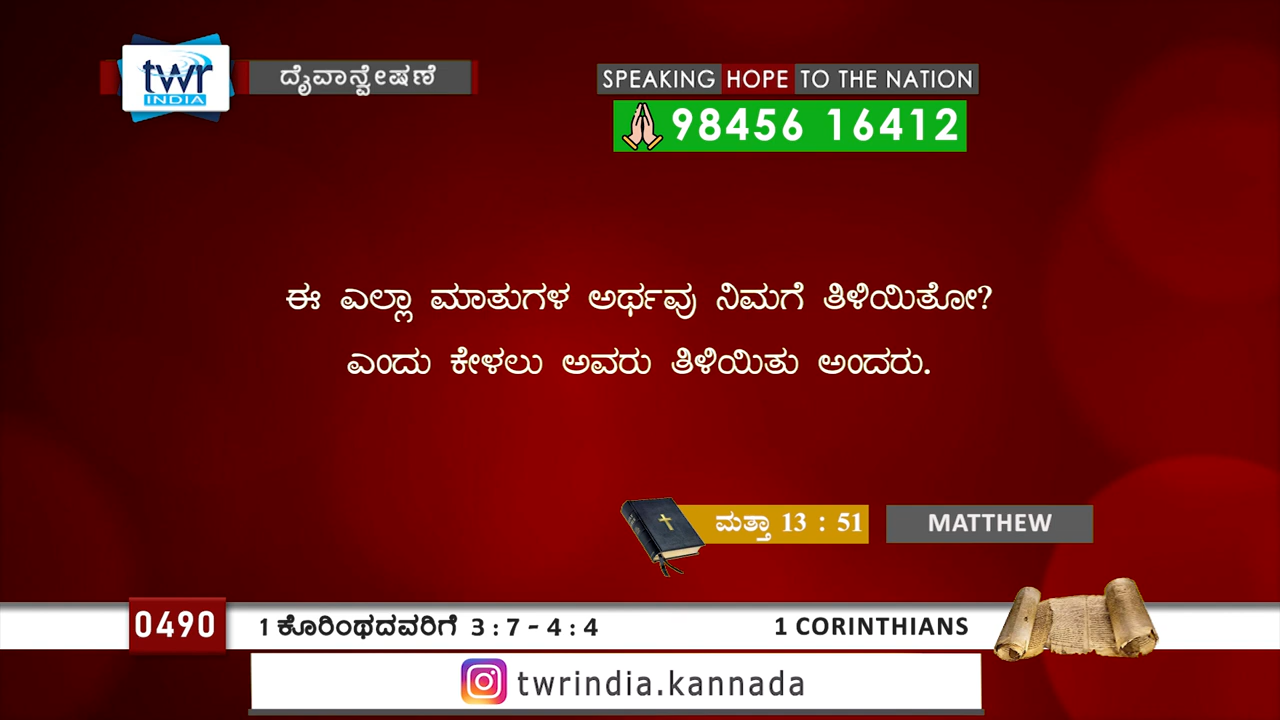 twr
INDIA
ದೈವಾನ್ವೇಷಣೆ
SPEAKING HOPE TO THE NATION
98456 16412
ಈ ಎಲ್ಲಾ ಮಾತುಗಳ ಅರ್ಥವು ನಿಮಗೆ ತಿಳಿಯಿತೋ?
ಎಂದು ಕೇಳಲು ಅವರು ತಿಳಿಯಿತು ಅಂದರು.
ಮತ್ತಾ 13 : 51 MATTHEW
0490 1 ಕೊರಿಂಥದವರಿಗೆ 3 : 7 - 4 : 4 1 CORINTHIANS
twrindia.kannada